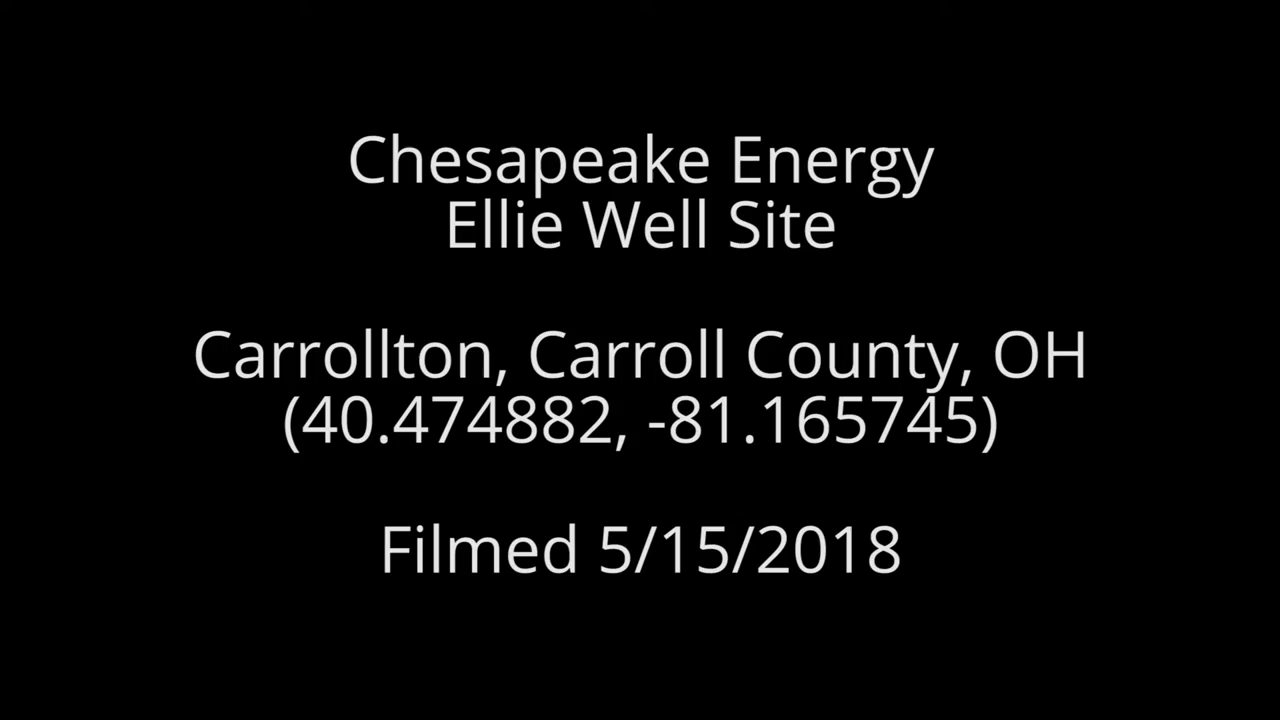 Chesapeake Energy
Ellie Well Site
Carrollton, Carroll County, OH
(40.474882, -81.165745)
Filmed 5/15/2018